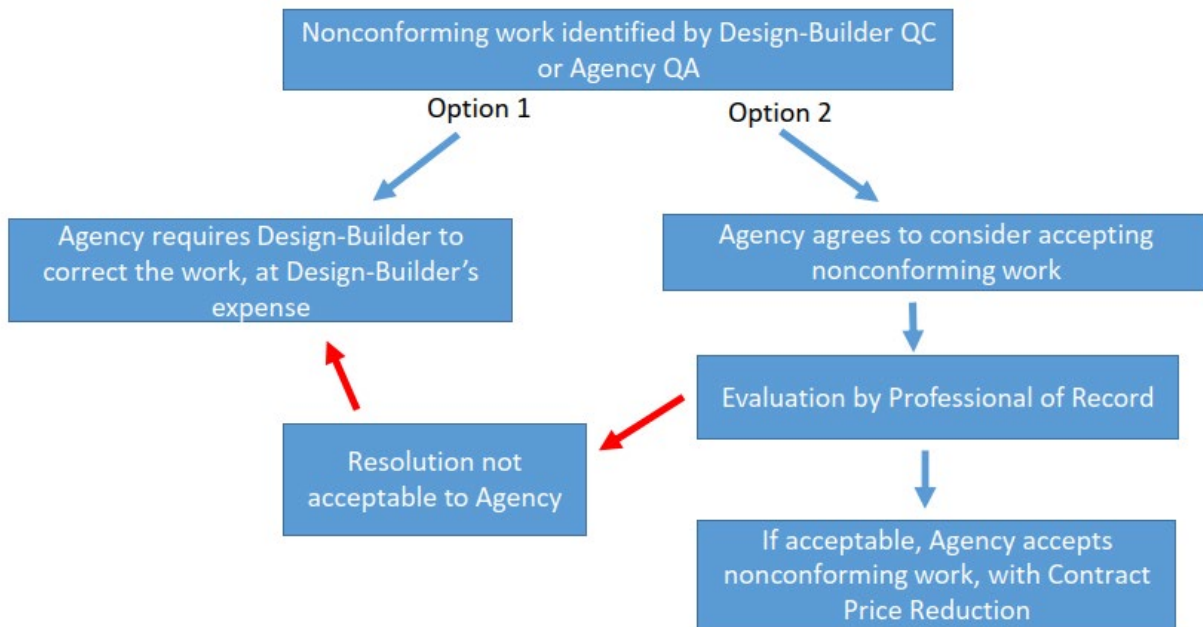 Nonconforming work identified by Design-Builder QC
or Agency QA
Option 1
Option 2
Agency requires Design-Builder to
correct the work, at Design-Builder's
expense
Agency agrees to consider accepting
nonconforming work
Evaluation by Professional of Record
Resolution not
acceptable to Agency
If acceptable, Agency accepts
nonconforming work, with Contract
Price Reduction